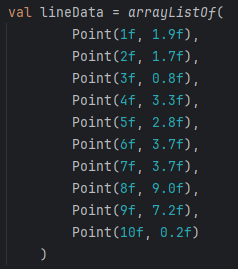 val lineData = arrayListOf(
Point(1f, 1.9f),
Point(2f, 1.7f),
Point(3f, 0.8f),
Point(4f, 3.3f),
Point(5f, 2.8f),
Point(6f, 3.7f),
Point(7f, 3.7f),
Point(8f, 9.0f),
Point(9f, 7.2f),
Point(10f, 0.2f)
)